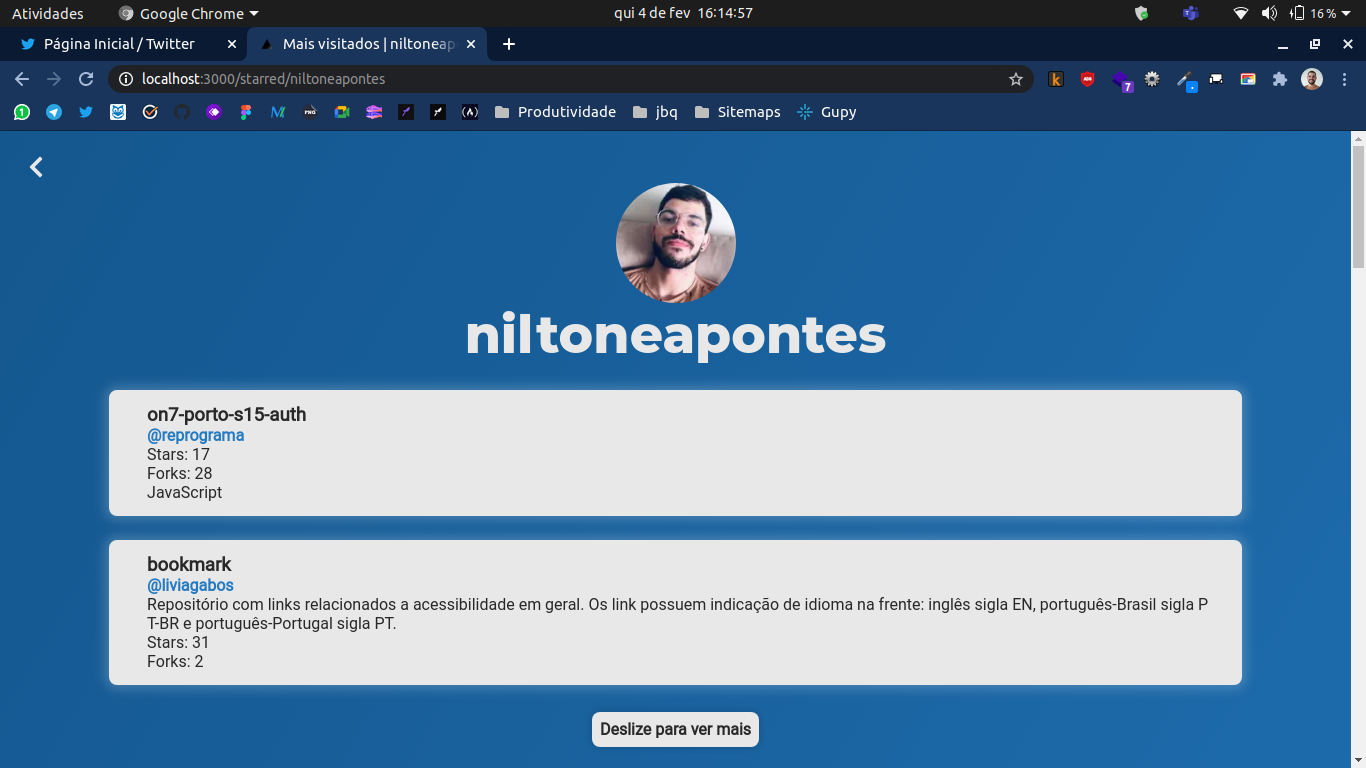 Atividades Google Chrome qui 4 de fev 16:14:57 16 %
Página Inicial / Twitter Mais visitados | niltoneap
localhost:3000/starred/niltoneapontes
7
1 PNG Produtividade jbq Sitemaps Gupy
niltoneapontes
on7-porto-s15-auth
@reprograma
Stars: 17
Forks: 28
JavaScript
bookmark
@liviagabos
Repositório com links relacionados a acessibilidade em geral. Os link possuem indicação de idioma na frente: inglês sigla EN, português-Brasil sigla P
T-BR e português-Portugal sigla PT.
Stars: 31
Forks: 2
Deslize para ver mais